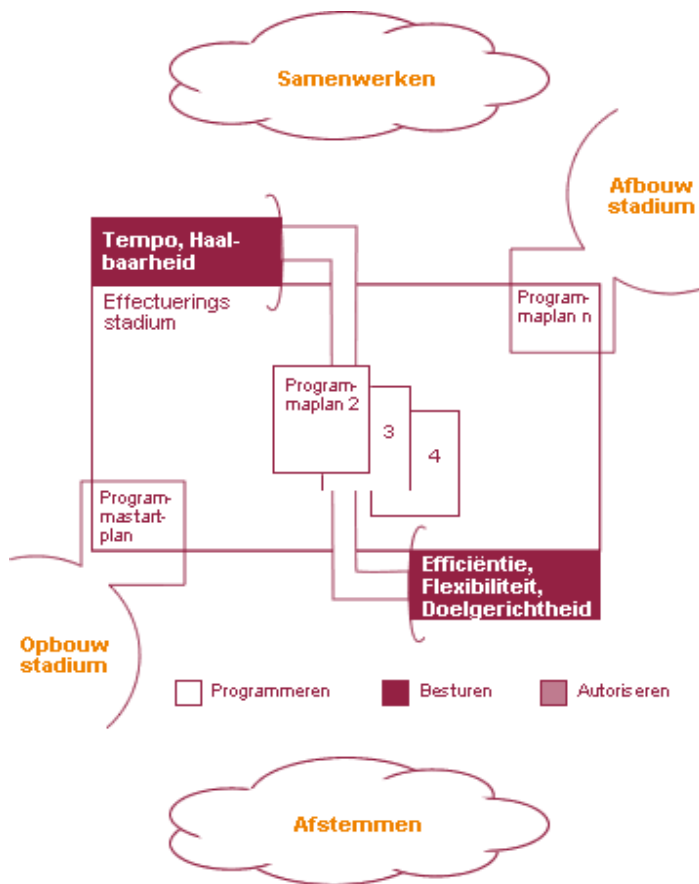 Samenwerken
Afbouw
stadium
Tempo, Haal-
baarheid
Effectuerings
stadium
Program-
maplan n
Program-
maplan 2
3
4
Program-
mastart-
plan
Efficiëntie,
Flexibiliteit,
Doelgerichtheid
Opbouw
stadium
Programmeren
Besturen
Autoriseren
Afstemmen